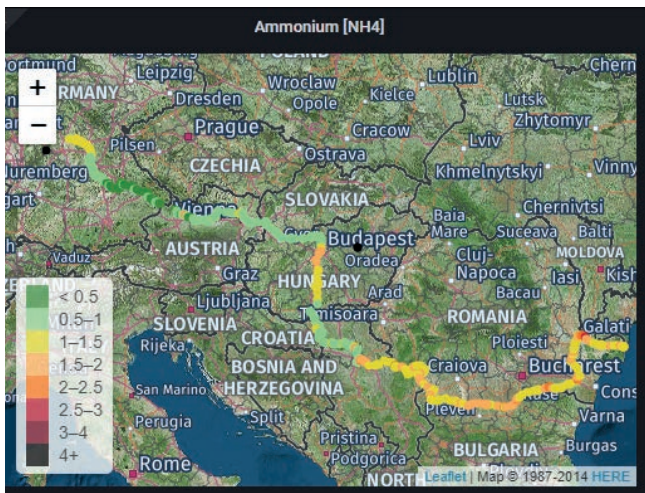 Ammonium [NH4]
+
−
Leipzig
Dresden
Wroclaw
Opole
Kielce
Lublin
Chern
Lutsk
Zhytomyr
RMANY
Prague
Pilsen
Cracow
Lviv
Ostrava
CZECHIA
Khmelnytskyi
Vinny
uremberg
SLOVAKIA
Chernivtsi
Vienna
Baia
Mare
Suceava
Balti
Budapest
Oradea
Cluj-
Napoca
MOLDOVA
AUSTRIA
Vaduz
Graz
HUNGARY
Arad
Bacau
Iasi
Kish
Ljubljana
Timisoara
ROMANIA
SLOVENIA
CROATIA
Galati
Rijeka
Ploiesti
BOSNIA AND
HERZEGOVINA
Craiova
Bucharest
San Marino
Cons
Perugia
Split
Pleven
Ruse
Varna
Pristina
Podgorica
BULGARIA
Burgas
Rome
NORTH
< 0.5
0.5–1
1–1.5
1.5–2
2–2.5
2.5–3
3–4
4+
Leaflet | Map © 1987-2014 HERE